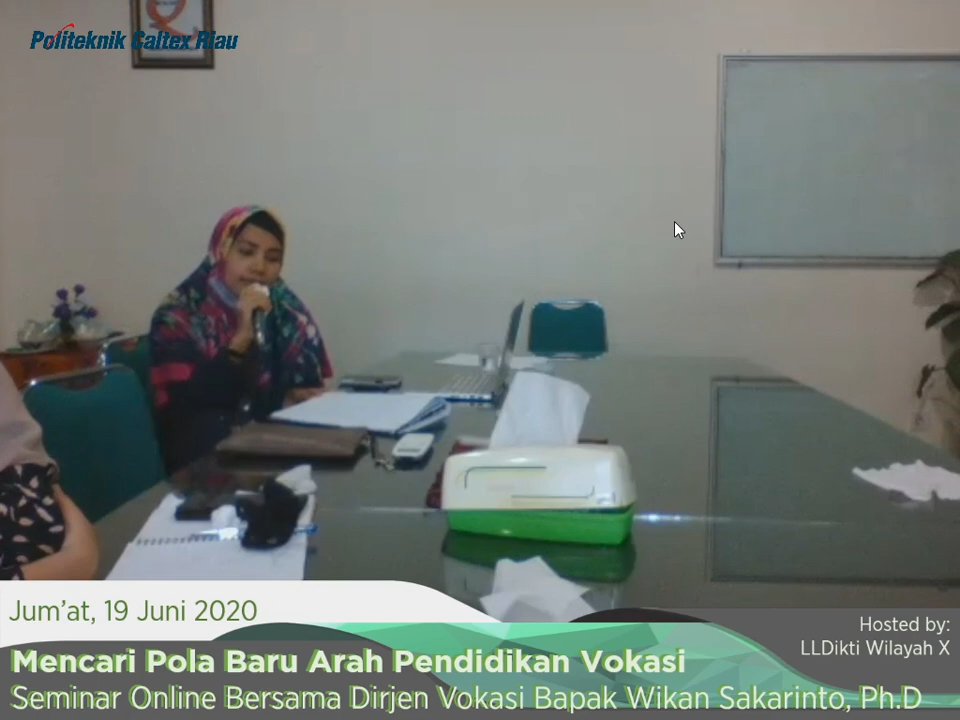 Politeknik Caltex Riau
Jum'at, 19 Juni 2020
Hosted by:
LLDikti Wilayah X
Mencari Pola Baru Arah Pendidikan Vokasi
Seminar Online Bersama Dirjen Vokasi Bapak Wikan Sakarinto, Ph.D